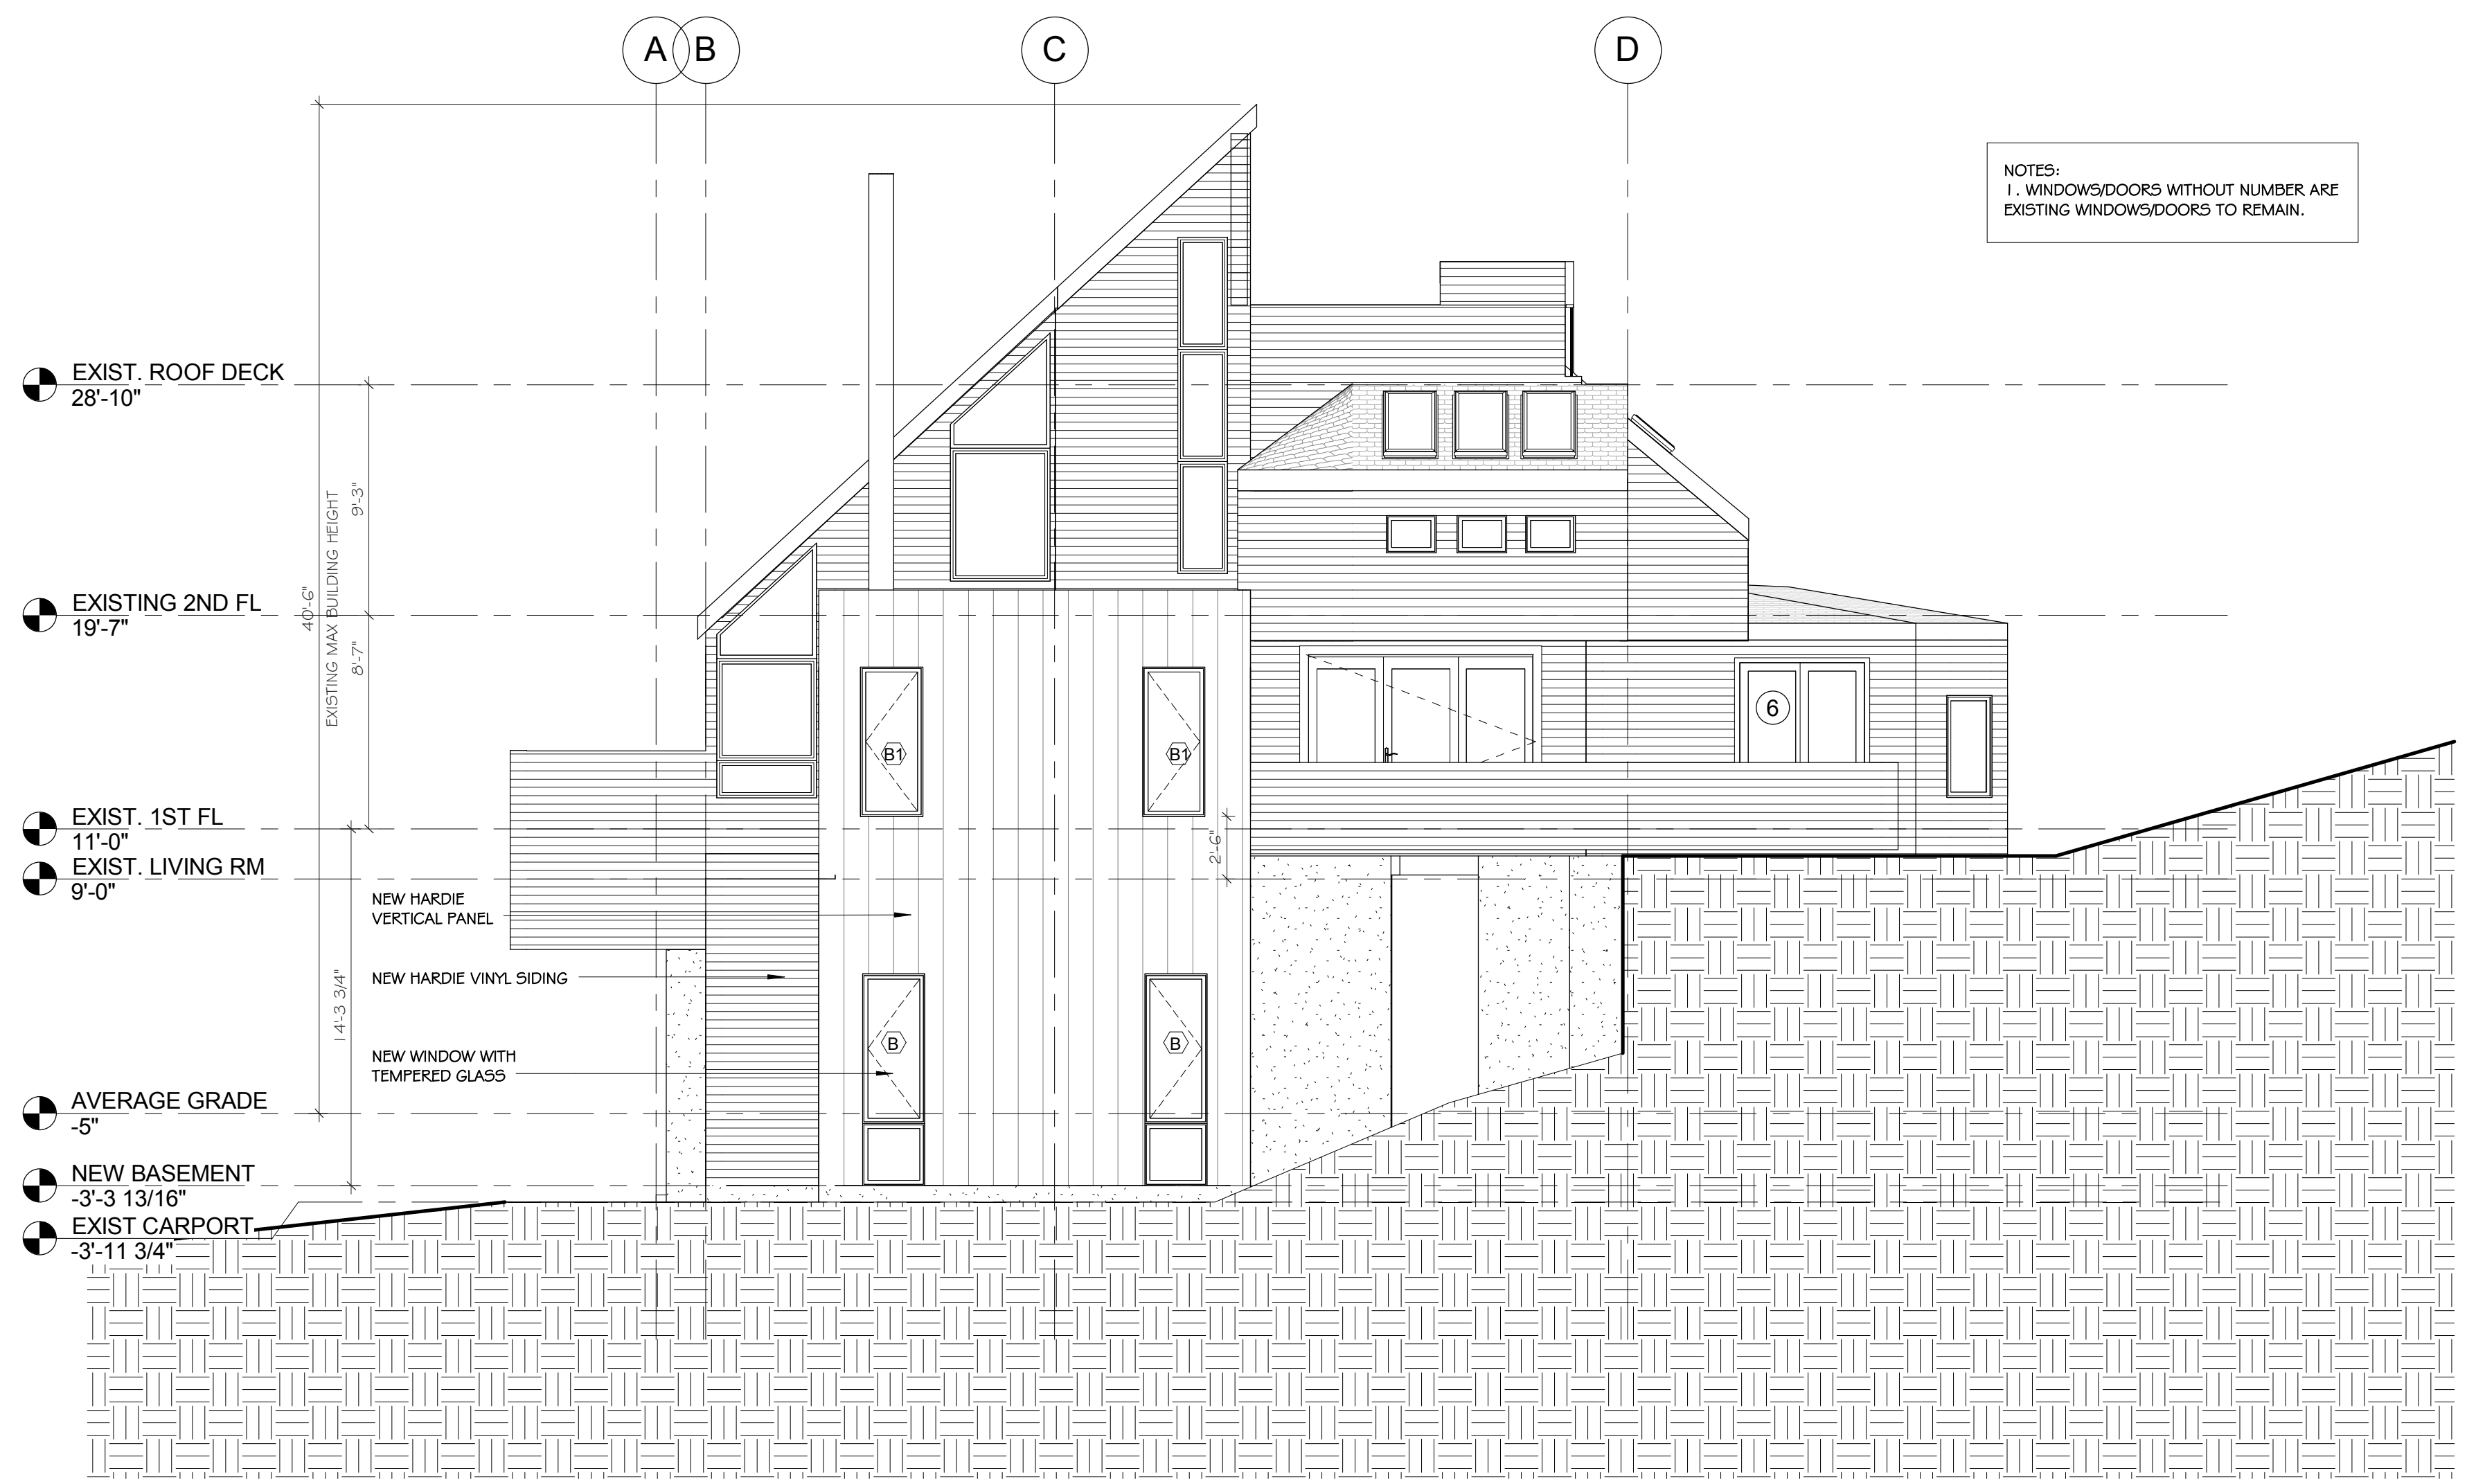 A
B
C
D
NOTES:
1. WINDOWS/DOORS WITHOUT NUMBER ARE
EXISTING WINDOWS/DOORS TO REMAIN.
EXIST. ROOF DECK
28'-10"
9'-3"
EXISTING 2ND FL
19'-7"
40'-6"
EXISTING MAX BUILDING HEIGHT
8'-7"
6
B1
B1
EXIST. 1ST FL
11'-0"
2'-6"
EXIST. LIVING RM
9'-0"
NEW HARDIE
VERTICAL PANEL
NEW HARDIE VINYL SIDING
14'-3 3/4"
B
B
NEW WINDOW WITH
TEMPERED GLASS
AVERAGE GRADE
-5"
NEW BASEMENT
-3'-3 13/16"
EXIST CARPORT
-3'-11 3/4"